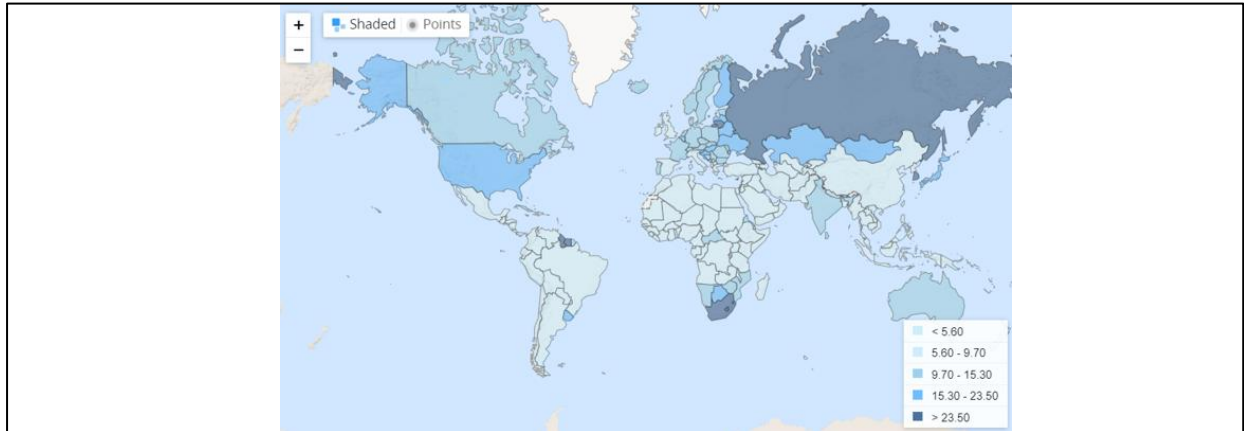 +
Shaded Points
−
< 5.60
5.60 - 9.70
9.70 - 15.30
15.30 - 23.50
> 23.50